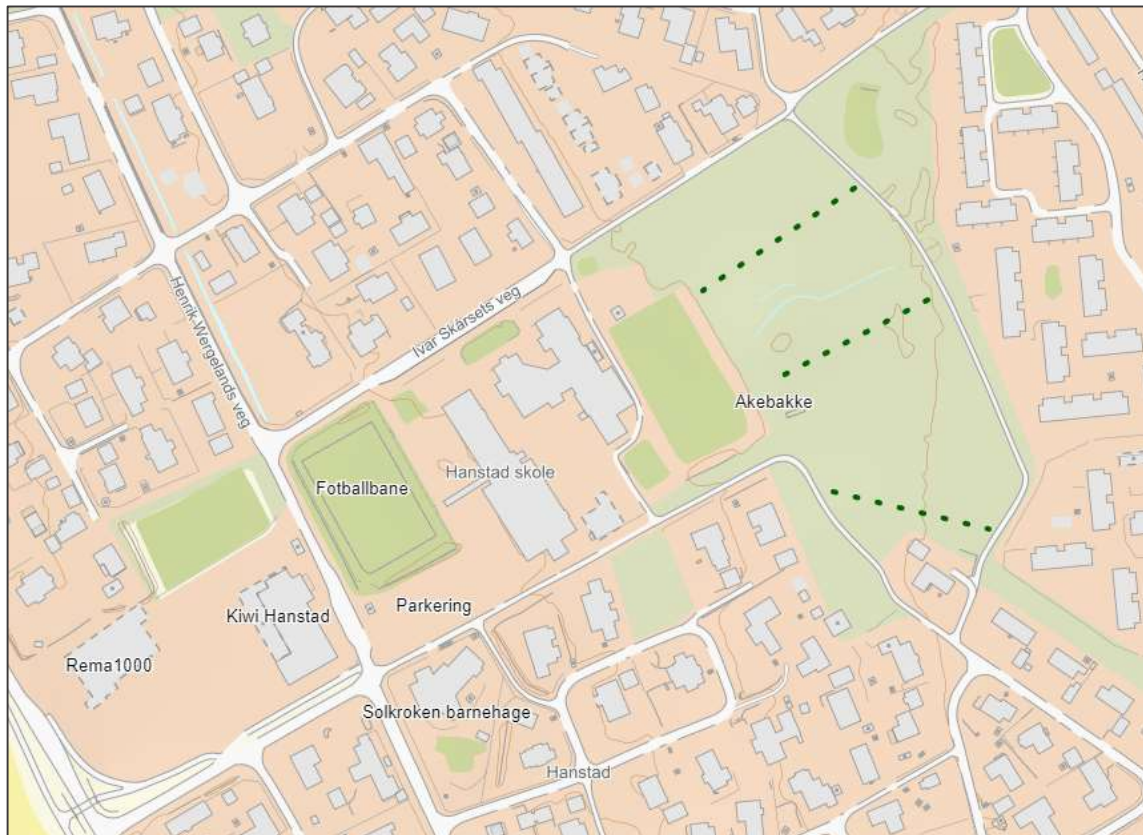 Henrik Wergelands veg
Ivar Skårsets veg
Akebakke
Hanstad skole
Fotballbane
Parkering
Kiwi Hanstad
Rema1000
Solkroken barnehage
Hanstad